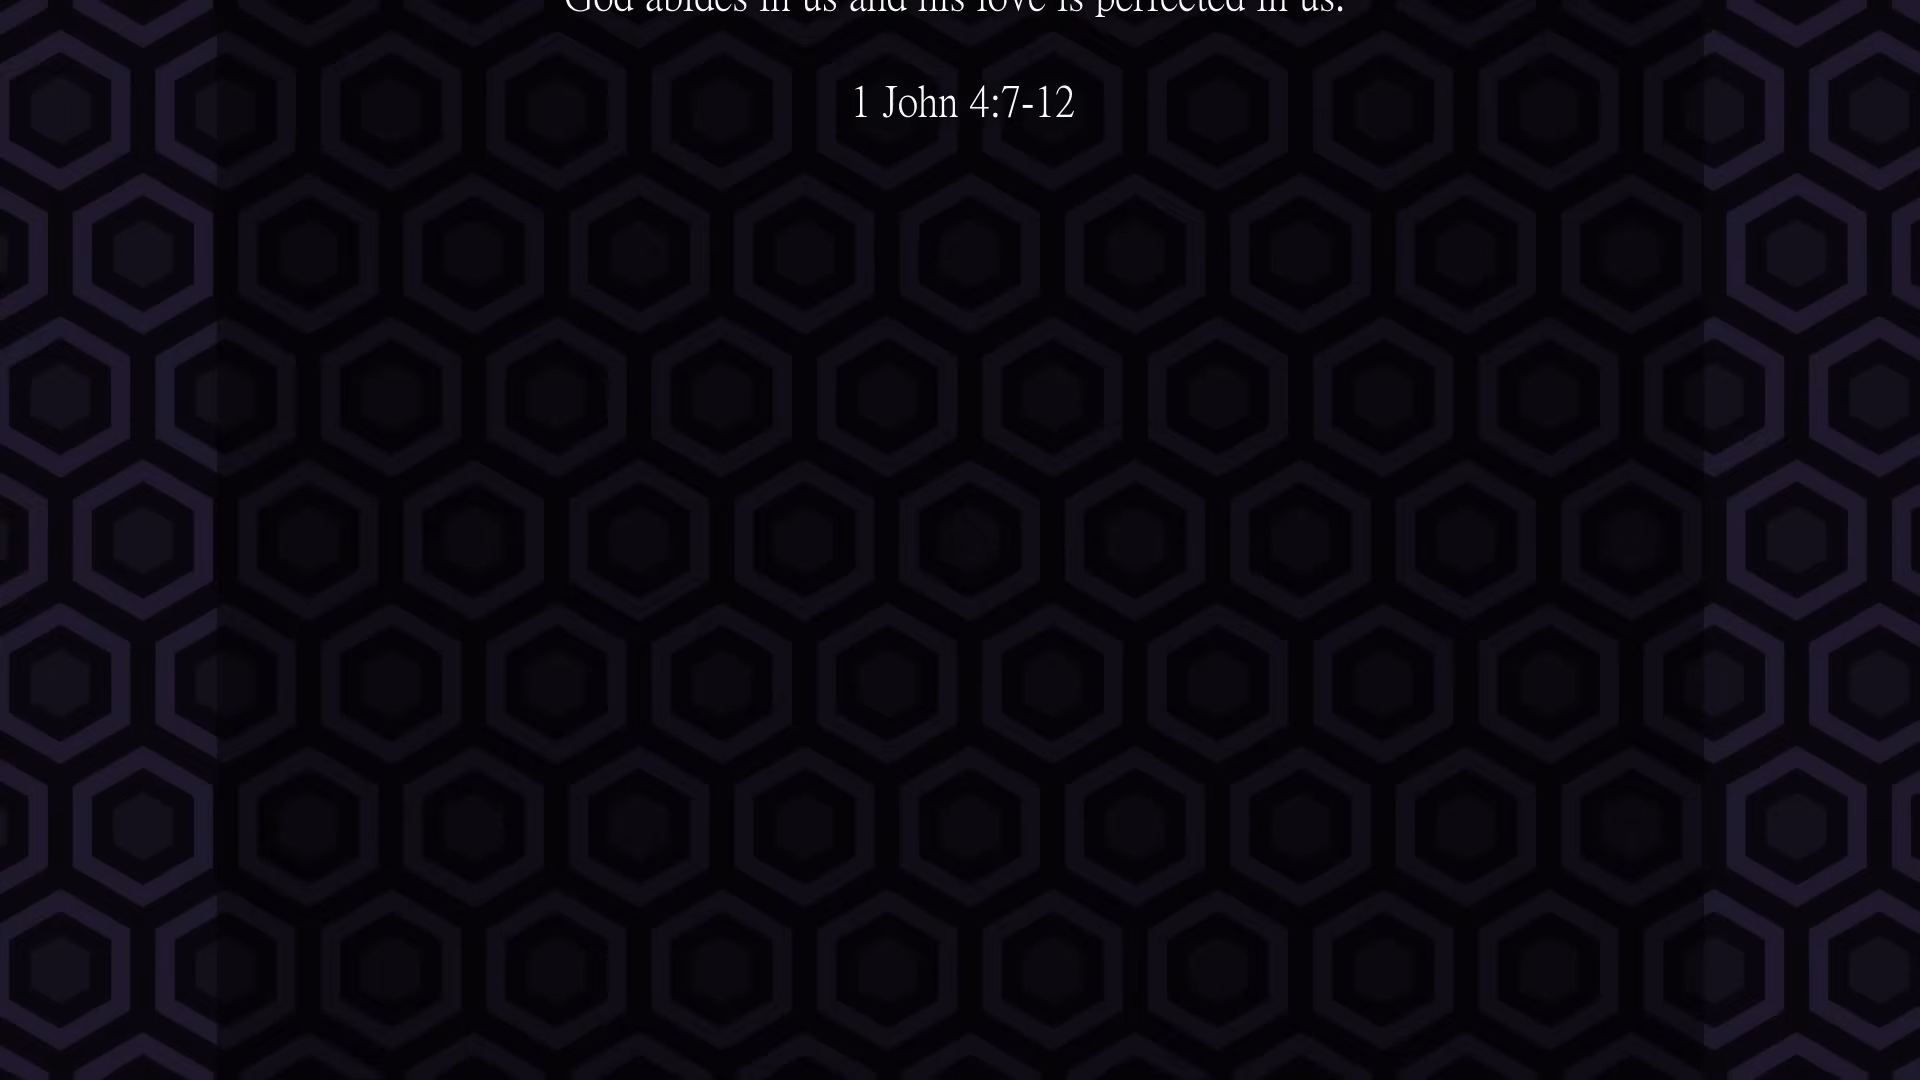 God abides in us and his love is perfected in us.
1 John 4:7-12